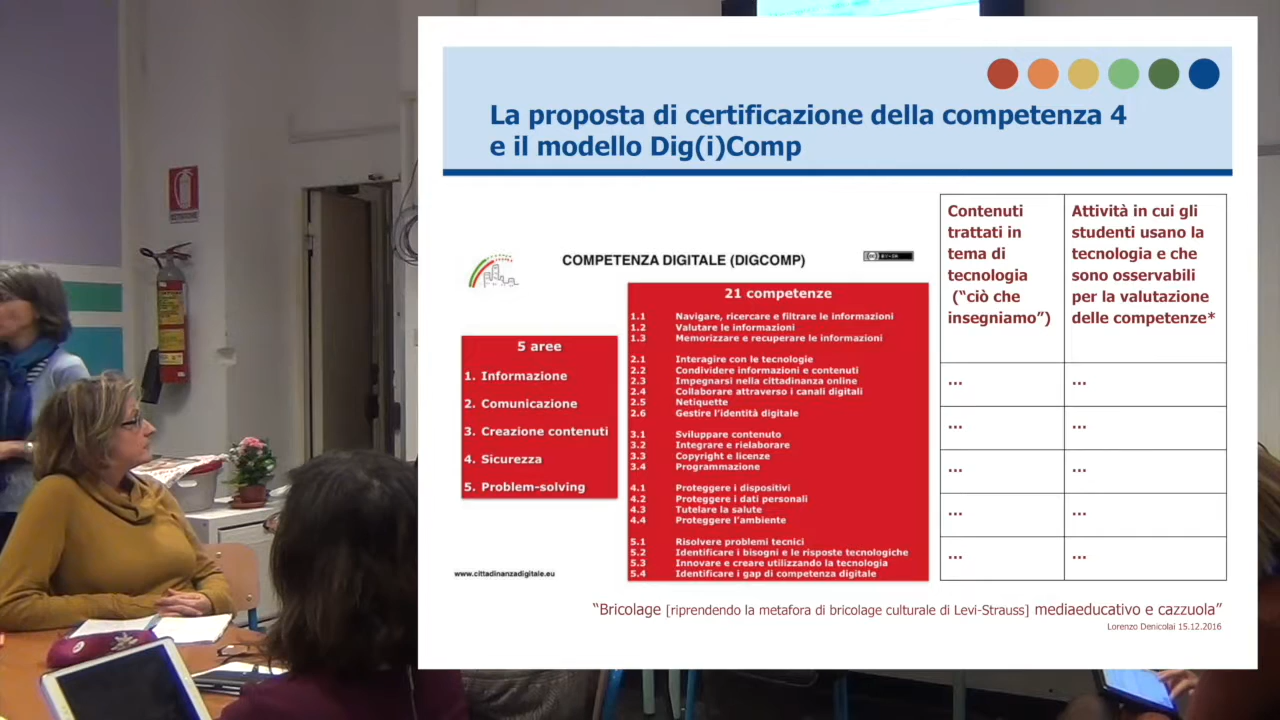 La proposta di certificazione della competenza 4
e il modello Dig(i)Comp
COMPETENZA DIGITALE (DIGCOMP)
5 aree
1. Informazione
2. Comunicazione
3. Creazione contenuti
4. Sicurezza
5. Problem-solving
www.cittadinanzadigitale.eu
21 competenze
1.1 Navigare, ricercare e filtrare le informazioni
1.2 Valutare le informazioni
1.3 Memorizzare e recuperare le informazioni
2.1 Interagire con le tecnologie
2.2 Condividere informazioni e contenuti
2.3 Impegnarsi nella cittadinanza online
2.4 Collaborare attraverso i canali digitali
2.5 Netiquette
2.6 Gestire l'identità digitale
3.1 Sviluppare contenuto
3.2 Integrare e rielaborare
3.3 Copyright e licenze
3.4 Programmazione
4.1 Proteggere i dispositivi
4.2 Proteggere i dati personali
4.3 Tutelare la salute
4.4 Proteggere l'ambiente
5.1 Risolvere problemi tecnici
5.2 Identificare i bisogni e le risposte tecnologiche
5.3 Innovare e creare utilizzando la tecnologia
5.4 Identificare i gap di competenza digitale
Contenuti
trattati in
tema di
tecnologia
(“ciò che
insegniamo”)
Attività in cui gli
studenti usano la
tecnologia e che
sono osservabili
per la valutazione
delle competenze*
... ...
... ...
... ...
... ...
... ...
“Bricolage [riprendendo la metafora di bricolage culturale di Levi-Strauss] mediaeducativo e cazzuola”
Lorenzo Denicolai 15.12.2016